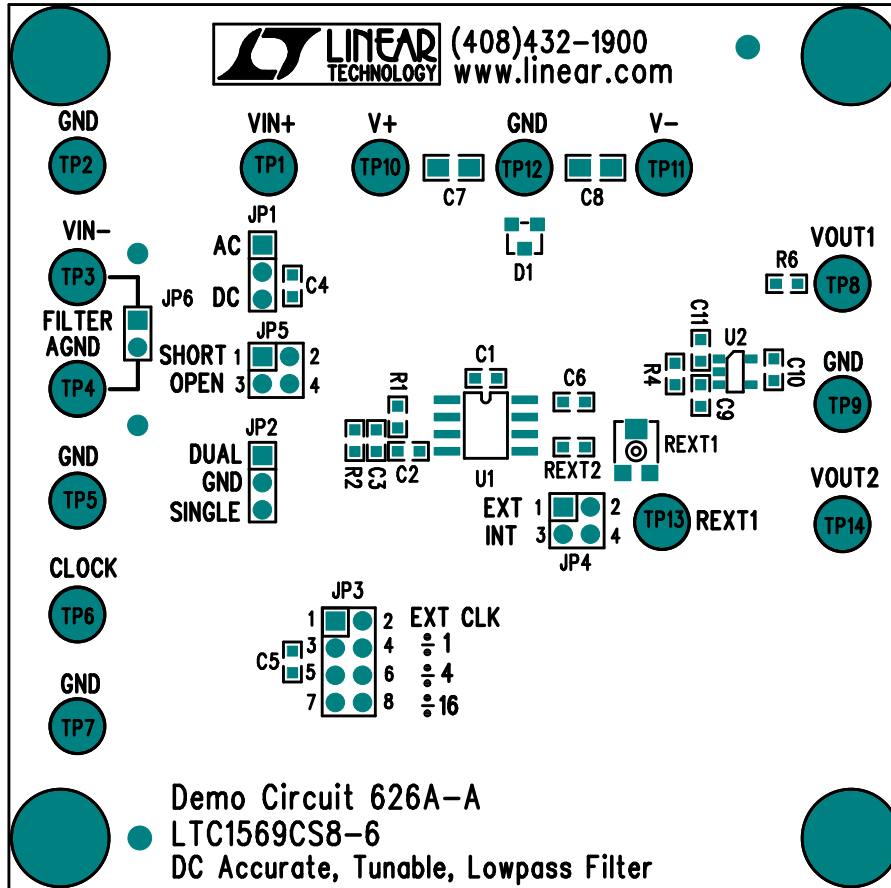 LINEAR (408)432-1900
TECHNOLOGY www.linear.com
GND VIN+ V+ GND V-
TP2 TP1 TP10 TP12 TP11
C7 C8
JP1
VIN- AC VOUT1
D1
TP3 C4 R6 TP8
JP6 DC
FILTER JP5 C11 U2
AGND SHORT 1 2
OPEN 3 4
TP4 C1 R4 C10 GND
R1 C6 C9 TP9
JP2
GND DUAL REXT1
R2 C3 C2 U1 REXT2
GND VOUT2
TP5 SINGLE EXT 1 2
TP13 REXT1 TP14
INT 3 4
JP4
CLOCK
JP3
TP6 1 2 EXT CLK
3 4 ÷1
C5 5 6 ÷4
GND 7 8 ÷16
TP7
Demo Circuit 626A-A
LTC1569CS8-6
DC Accurate, Tunable, Lowpass Filter